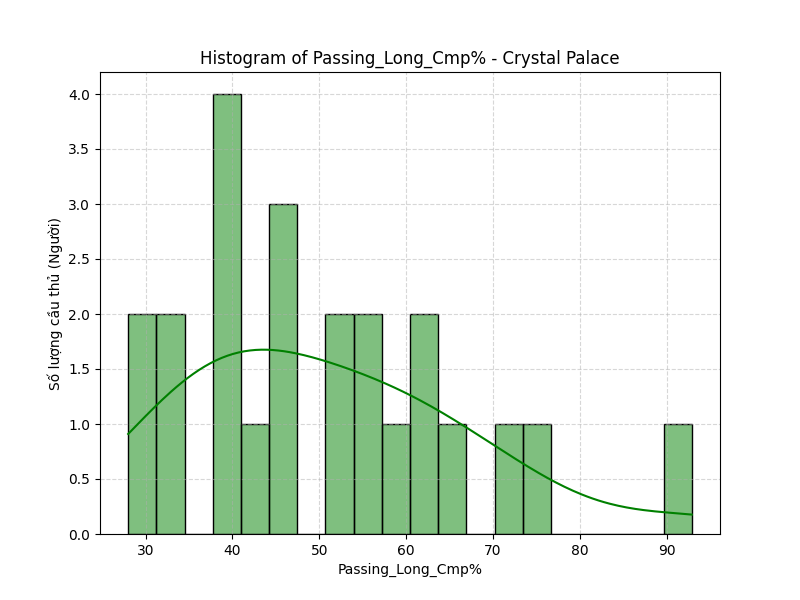 Histogram of Passing_Long_Cmp% - Crystal Palace
Số lượng cầu thủ (Người)
4.0
3.5
3.0
2.5
2.0
1.5
1.0
0.5
0.0
30 40 50 60 70 80 90
Passing_Long_Cmp%